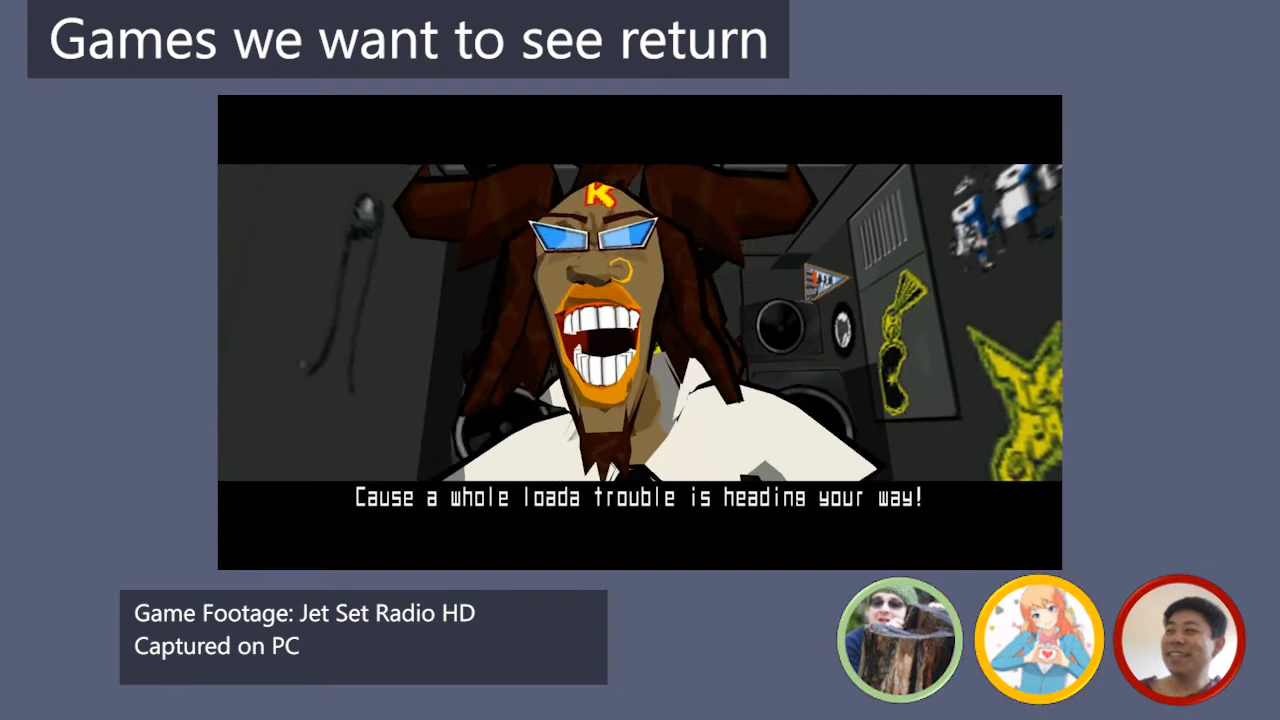 Games we want to see return
K
Cause a whole loada trouble is heading your way!
Game Footage: Jet Set Radio HD
Captured on PC